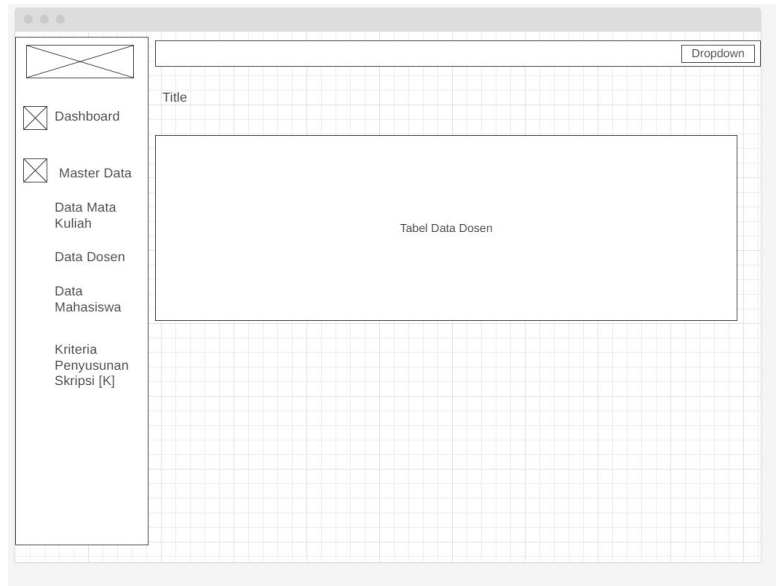 Dropdown
Title
Dashboard
Master Data
Data Mata
Kuliah
Data Dosen
Data
Mahasiswa
Kriteria
Penyusunan
Skripsi [K]
Tabel Data Dosen